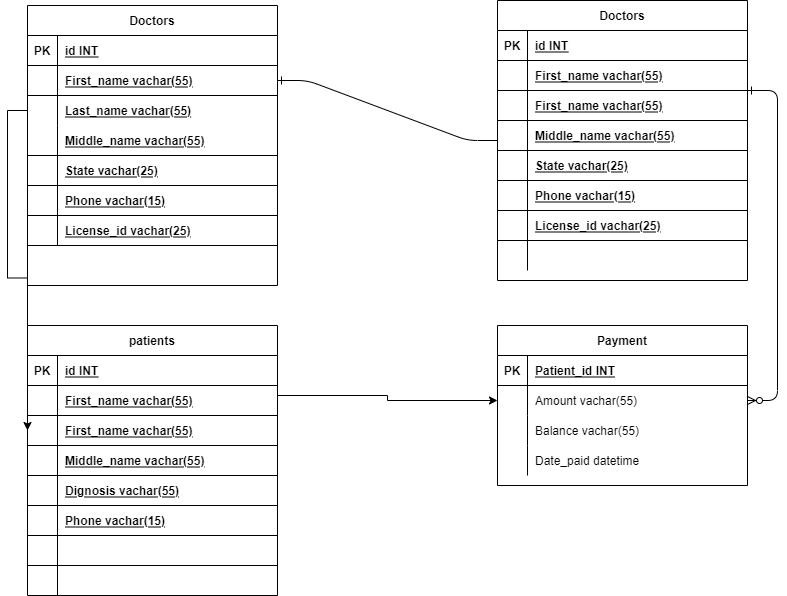 Doctors
PK id INT
First_name vachar(55)
Last_name vachar(55)
Middle_name vachar(55)
State vachar(25)
Phone vachar(15)
License_id vachar(25)
Doctors
PK id INT
First_name vachar(55)
First_name vachar(55)
Middle_name vachar(55)
State vachar(25)
Phone vachar(15)
License_id vachar(25)
patients
PK id INT
First_name vachar(55)
First_name vachar(55)
Middle_name vachar(55)
Dignosis vachar(55)
Phone vachar(15)
Payment
PK Patient_id INT
Amount vachar(55)
Balance vachar(55)
Date_paid datetime